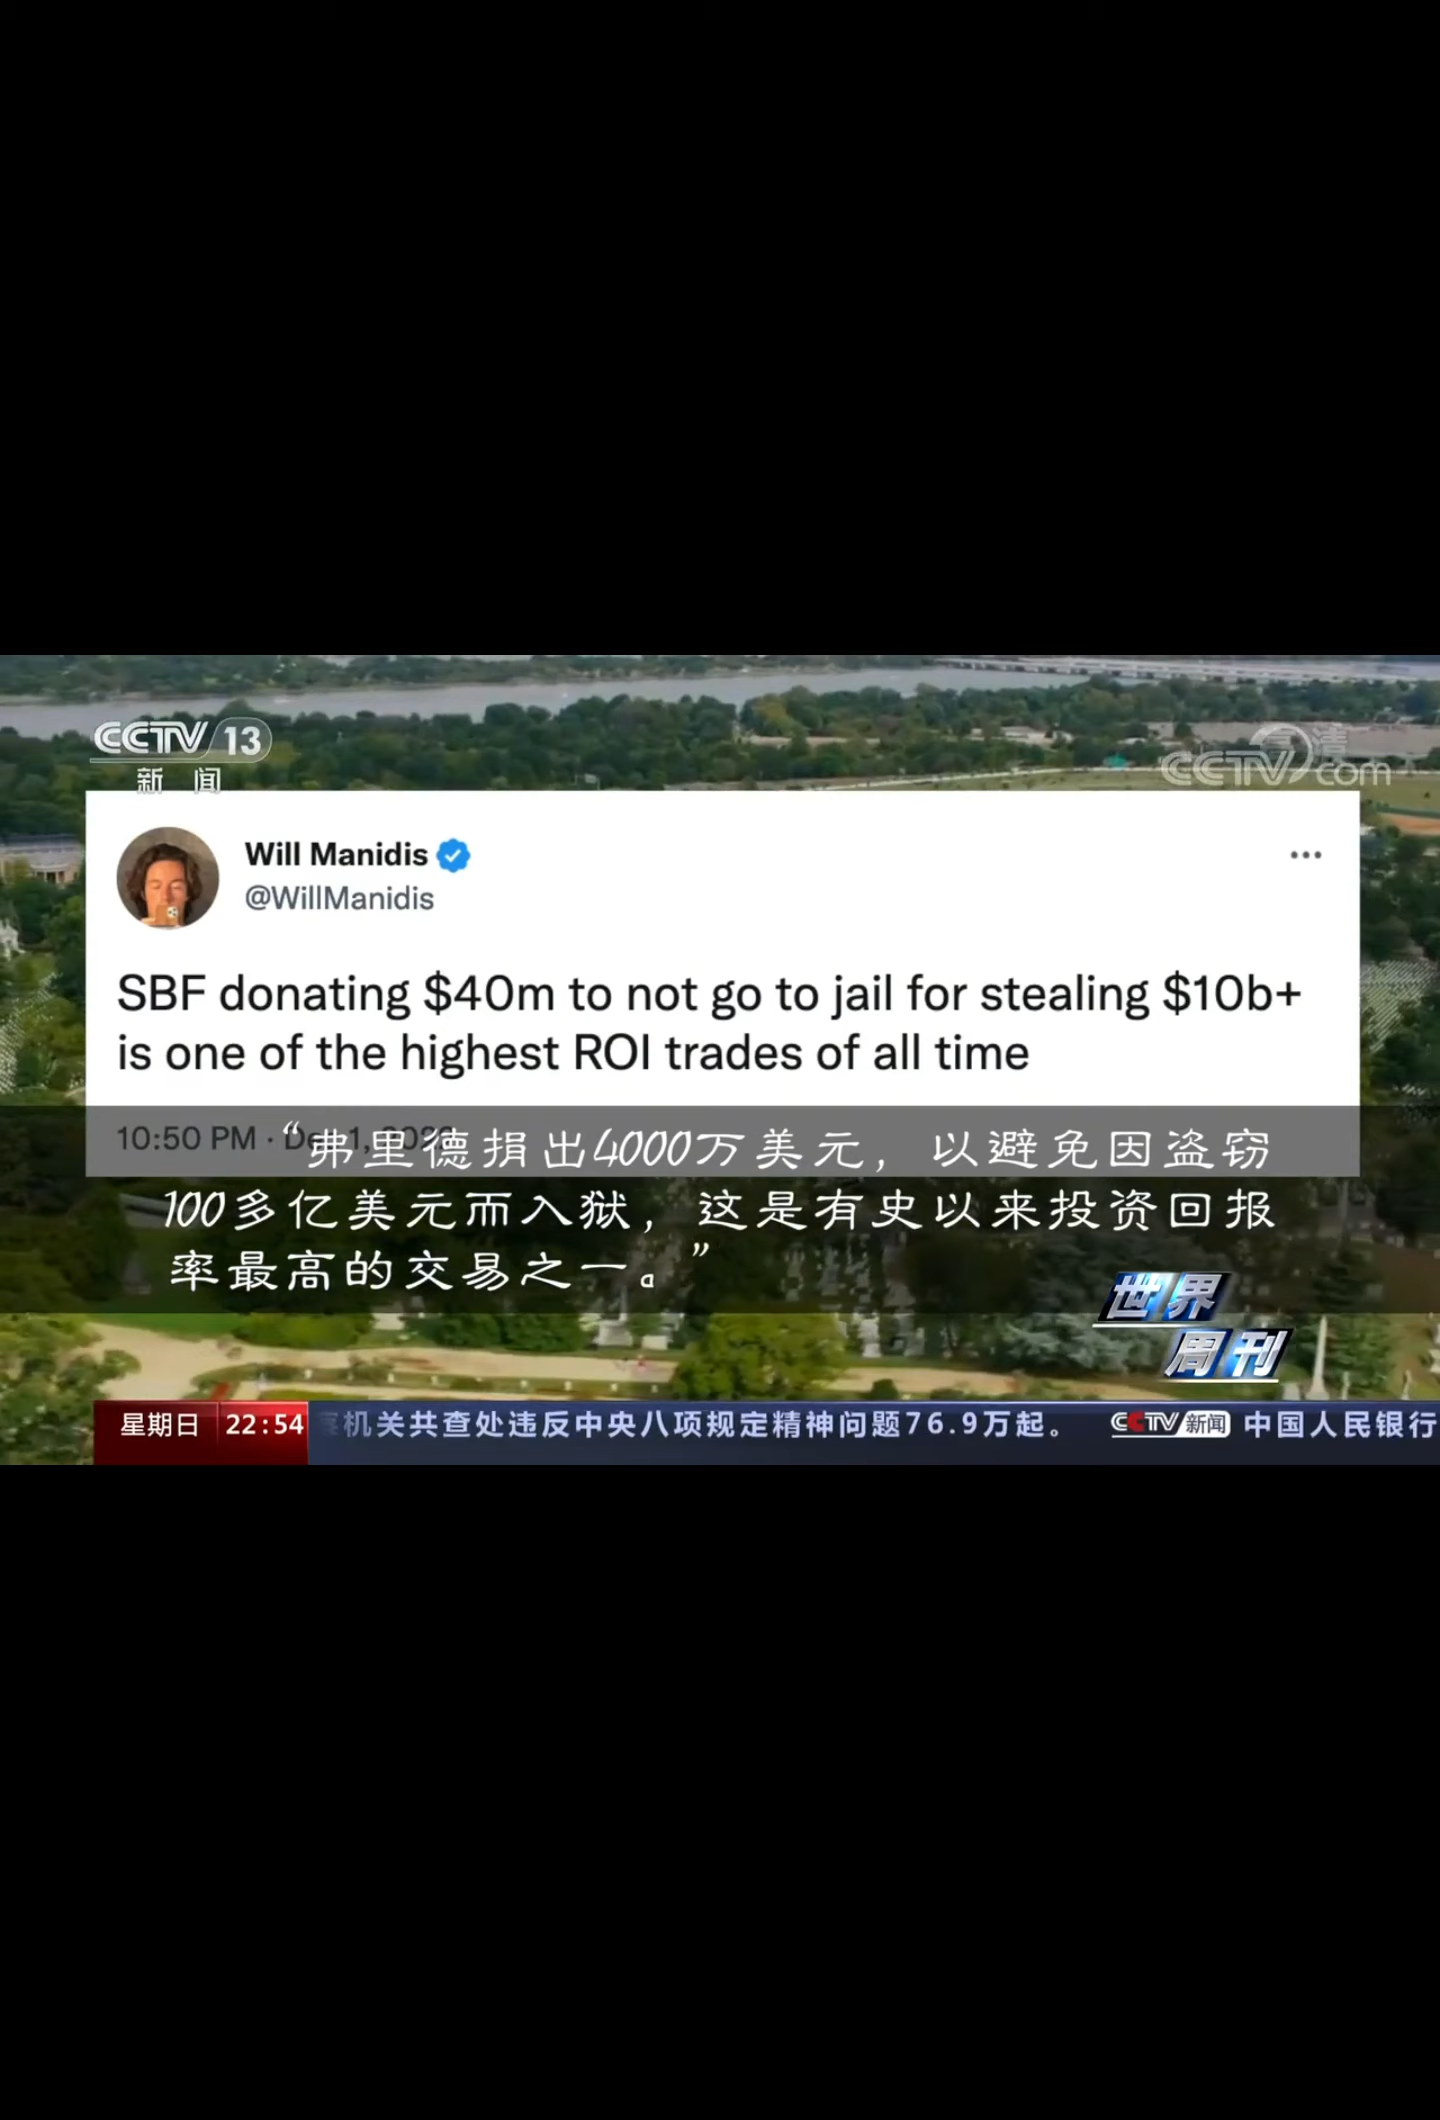 CCTV 13
新闻
高清
CCTV com
Will Manidis
@WillManidis
SBF donating $40m to not go to jail for stealing $10b+
is one of the highest ROI trades of all time
10:50 PM ·
“弗里德捐出4000万美元，以避免因盗窃
100多亿美元而入狱，这是有史以来投资回报
率最高的交易之一。”
世界
周刊
星期日 22:54 机关共查处违反中央八项规定精神问题76.9万起。 CCTV 新闻 中国人民银行